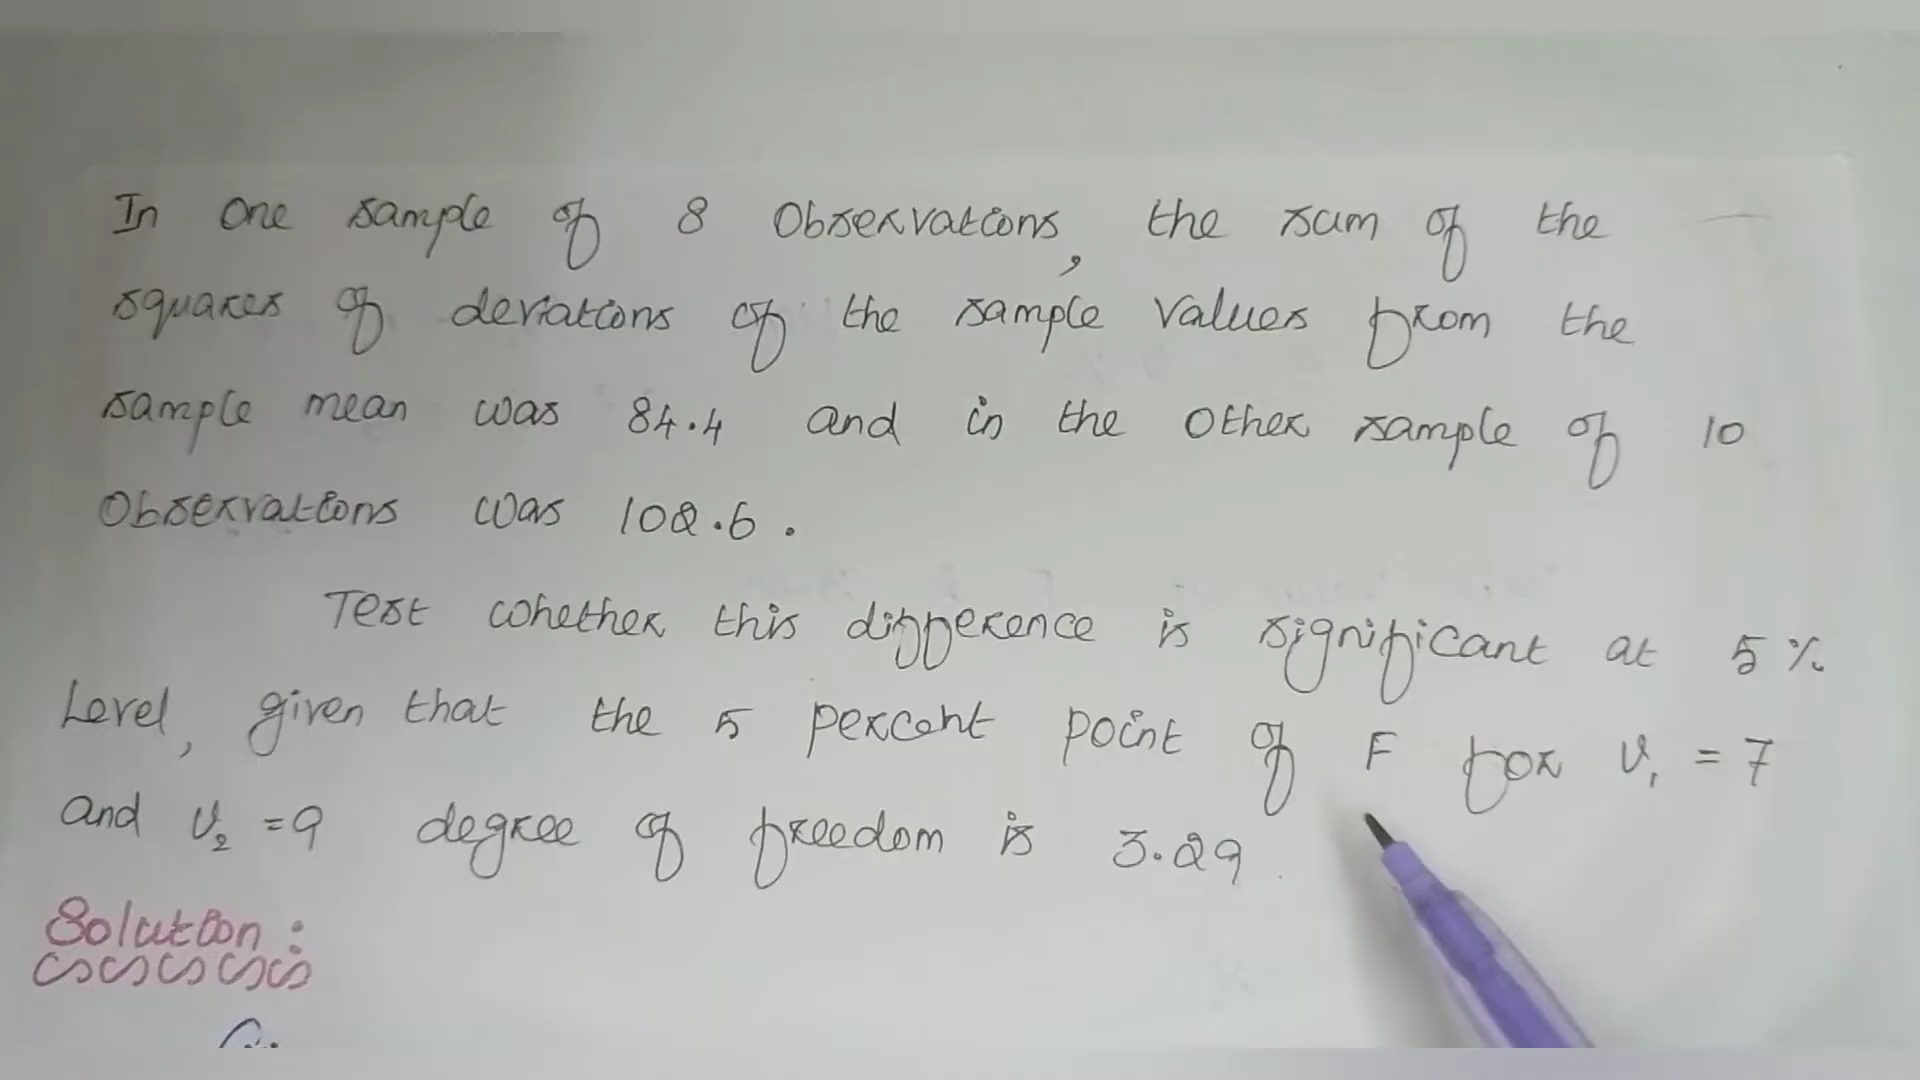 In One sample of 8 Observations, the sum of the
squares of deviations of the sample values from the
sample mean was 84.4 and in the other sample of 10
Observations was 102.6.
Test whether this difference is significant at 5%
Level, given that the 5 percent point of F for V₁ = 7
and V₂ = 9 degree of freedom is 3.29
Solution: